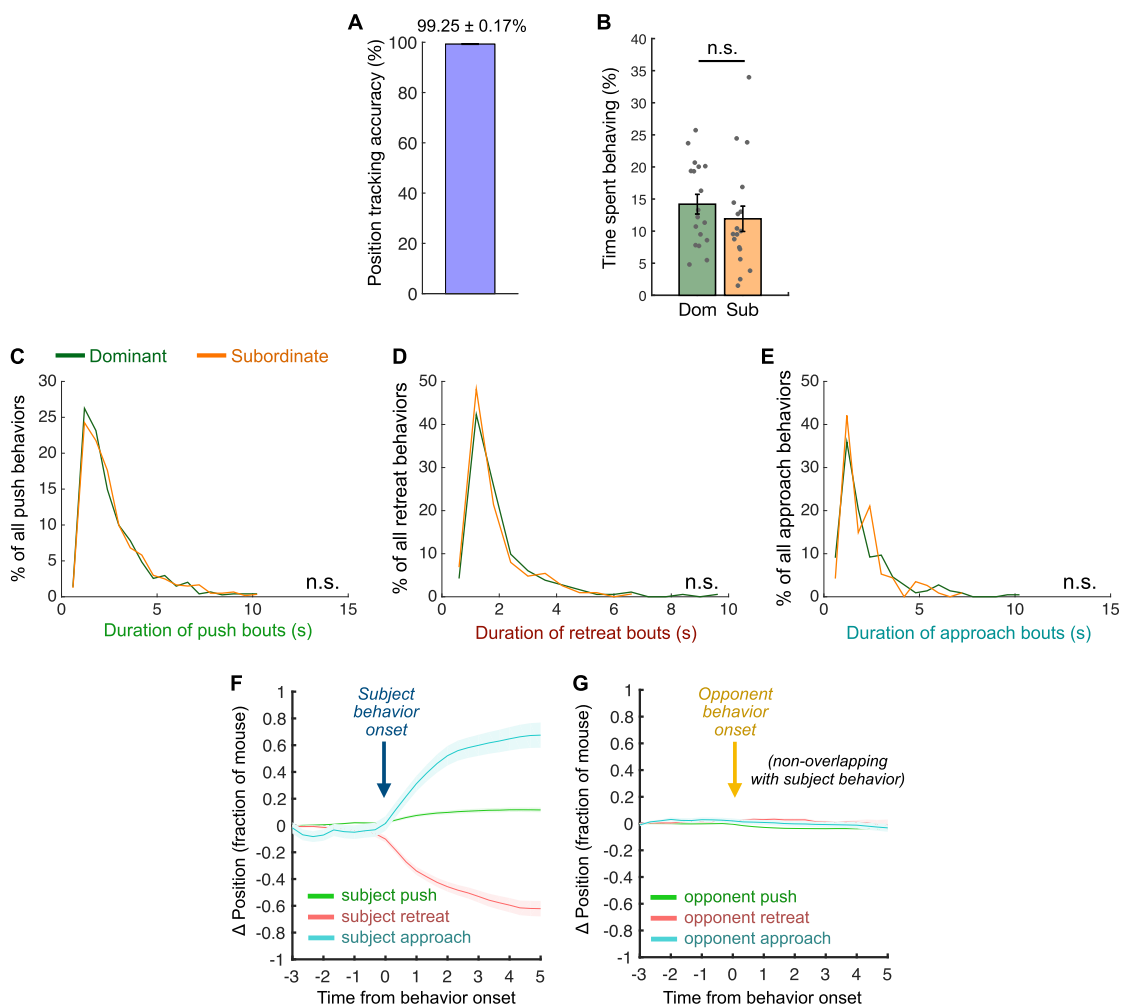 A
99.25 ± 0.17%
Position tracking accuracy (%)
100
80
60
40
20
0
B
n.s.
Time spent behaving (%)
40
35
30
25
20
15
10
5
0
Dom Sub
C
Dominant
Subordinate
% of all push behaviors
30
25
20
15
10
5
0
n.s.
0 5 10 15
Duration of push bouts (s)
D
% of all retreat behaviors
50
40
30
20
10
0
n.s.
0 2 4 6 8 10
Duration of retreat bouts (s)
E
% of all approach behaviors
50
40
30
20
10
0
n.s.
0 5 10 15
Duration of approach bouts (s)
F
Δ Position (fraction of mouse)
1
0.8
0.6
0.4
0.2
0
-0.2
-0.4
-0.6
-0.8
-1
Subject
behavior
onset
subject push
subject retreat
subject approach
-3 -2 -1 0 1 2 3 4 5
Time from behavior onset
G
Δ Position (fraction of mouse)
1
0.8
0.6
0.4
0.2
0
-0.2
-0.4
-0.6
-0.8
-1
Opponent
behavior
onset
(non-overlapping
with subject behavior)
opponent push
opponent retreat
opponent approach
-3 -2 -1 0 1 2 3 4 5
Time from behavior onset